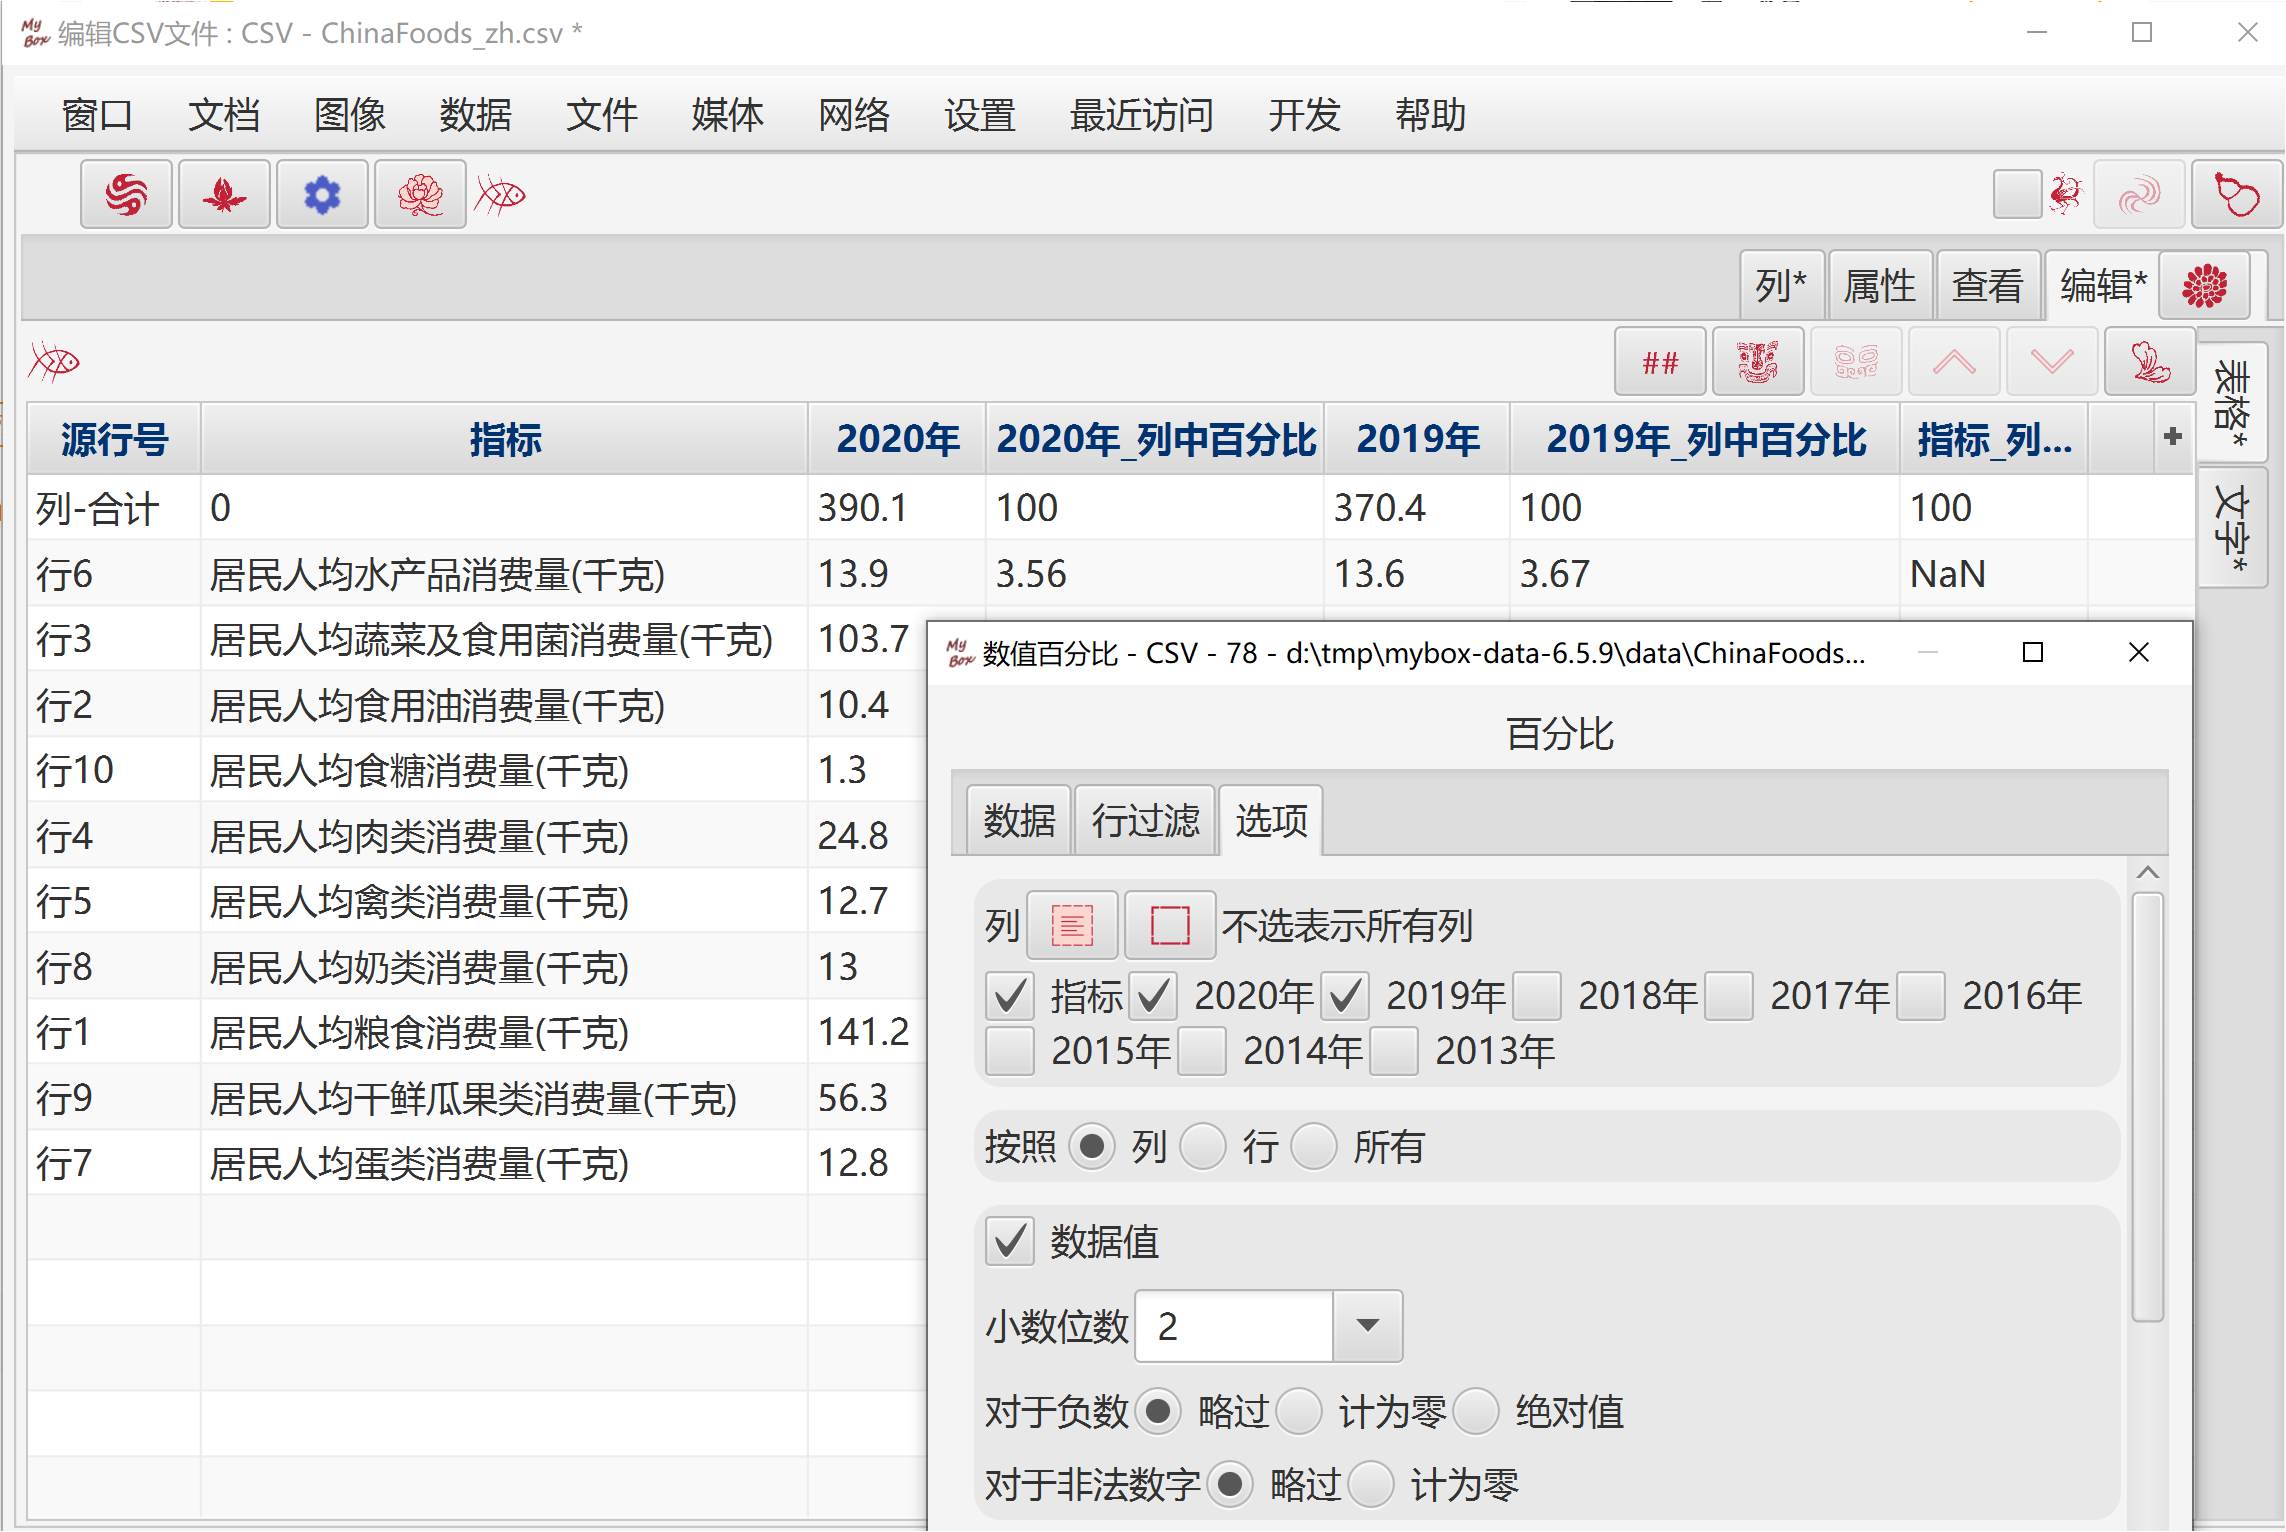 My Box 编辑CSV文件 : CSV - ChinaFoods_zh.csv *
窗口 文档 图像 数据 文件 媒体 网络 设置 最近访问 开发 帮助
列* 属性 查看 编辑*
##
表格*
文字*
源行号 指标 2020年 2020年_列中百分比 2019年 2019年_列中百分比 指标_列... +
列-合计 0 390.1 100 370.4 100 100
行6 居民人均水产品消费量(千克) 13.9 3.56 13.6 3.67 NaN
行3 居民人均蔬菜及食用菌消费量(千克) 103.7
行2 居民人均食用油消费量(千克) 10.4
行10 居民人均食糖消费量(千克) 1.3
行4 居民人均肉类消费量(千克) 24.8
行5 居民人均禽类消费量(千克) 12.7
行8 居民人均奶类消费量(千克) 13
行1 居民人均粮食消费量(千克) 141.2
行9 居民人均干鲜瓜果类消费量(千克) 56.3
行7 居民人均蛋类消费量(千克) 12.8
My Box 数值百分比 - CSV - 78 - d:\tmp\mybox-data-6.5.9\data\ChinaFoods...
百分比
数据 行过滤 选项
列 不选表示所有列
指标 2020年 2019年 2018年 2017年 2016年
2015年 2014年 2013年
按照 列 行 所有
数据值
小数位数 2
对于负数 略过 计为零 绝对值
对于非法数字 略过 计为零